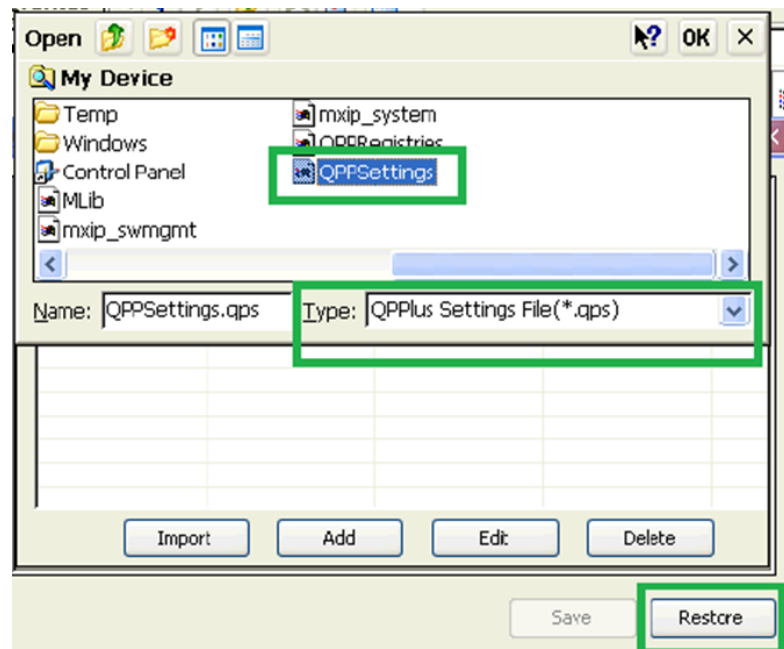 Open OK
My Device
Temp mxip_system
Windows QPPRegistries
Control Panel QPPSettings
MLib
mxip_swmgmt
Name: QPPSettings.qps Type: QPPlus Settings File(*.qps)
Import Add Edit Delete
Save Restore